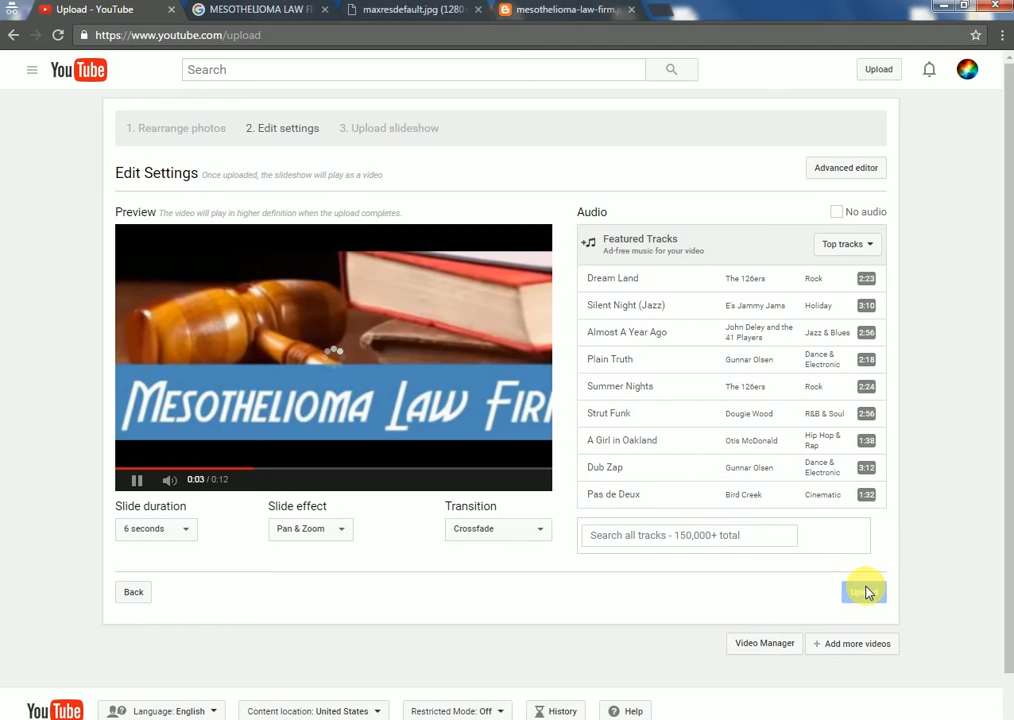 Upload - YouTube
MESOTHELIOMA LAW F
maxresdefault.jpg (1280
mesothelioma-law-firm.j
https://www.youtube.com/upload
YouTube
Search
Upload
1. Rearrange photos 2. Edit settings 3. Upload slideshow
Edit Settings Once uploaded, the slideshow will play as a video
Advanced editor
Preview The video will play in higher definition when the upload completes.
MESOTHELIOMA LAW FIRM
0:03 / 0:12
Slide duration
6 seconds
Slide effect
Pan & Zoom
Transition
Crossfade
Audio
No audio
Featured Tracks
Ad-free music for your video
Top tracks
Dream Land The 126ers Rock 2:23
Silent Night (Jazz) E's Jammy Jams Holiday 3:10
Almost A Year Ago John Deley and the 41 Players Jazz & Blues 2:56
Plain Truth Gunnar Olsen Dance & Electronic 2:18
Summer Nights The 126ers Rock 2:24
Strut Funk Dougie Wood R&B & Soul 2:56
A Girl in Oakland Otis McDonald Hip Hop & Rap 1:38
Dub Zap Gunnar Olsen Dance & Electronic 3:12
Pas de Deux Bird Creek Cinematic 1:32
Search all tracks - 150,000+ total
Back
Upload
Video Manager
+ Add more videos
YouTube
Language: English
Content location: United States
Restricted Mode: Off
History
Help